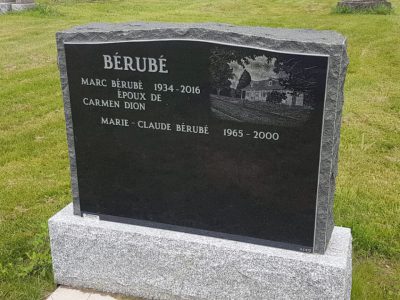 BÉRUBÉ
MARC BÉRUBÉ 1934-2016
ÉPOUX DE
CARMEN DION
MARIE-CLAUDE BÉRUBÉ 1965-2000